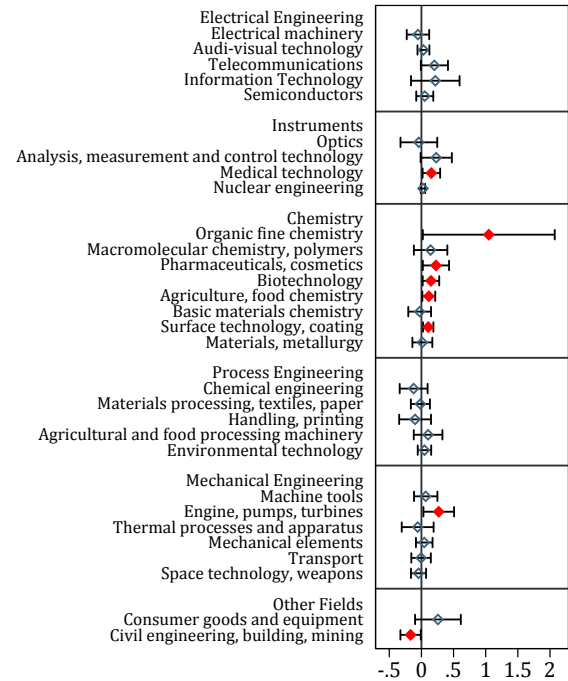 Electrical Engineering
Electrical machinery
Audi-visual technology
Telecommunications
Information Technology
Semiconductors
Instruments
Optics
Analysis, measurement and control technology
Medical technology
Nuclear engineering
Chemistry
Organic fine chemistry
Macromolecular chemistry, polymers
Pharmaceuticals, cosmetics
Biotechnology
Agriculture, food chemistry
Basic materials chemistry
Surface technology, coating
Materials, metallurgy
Process Engineering
Chemical engineering
Materials processing, textiles, paper
Handling, printing
Agricultural and food processing machinery
Environmental technology
Mechanical Engineering
Machine tools
Engine, pumps, turbines
Thermal processes and apparatus
Mechanical elements
Transport
Space technology, weapons
Other Fields
Consumer goods and equipment
Civil engineering, building, mining
-.5 0 .5 1 1.5 2